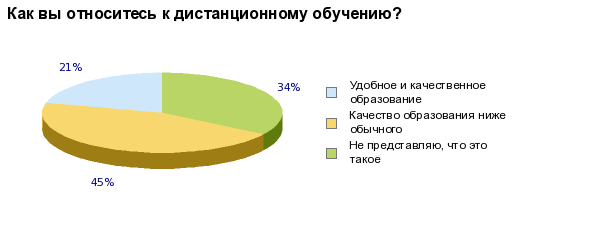 Как вы относитесь к дистанционному обучению?
21%
34%
45%
Удобное и качественное
образование
Качество образования ниже
обычного
Не представляю, что это
такое